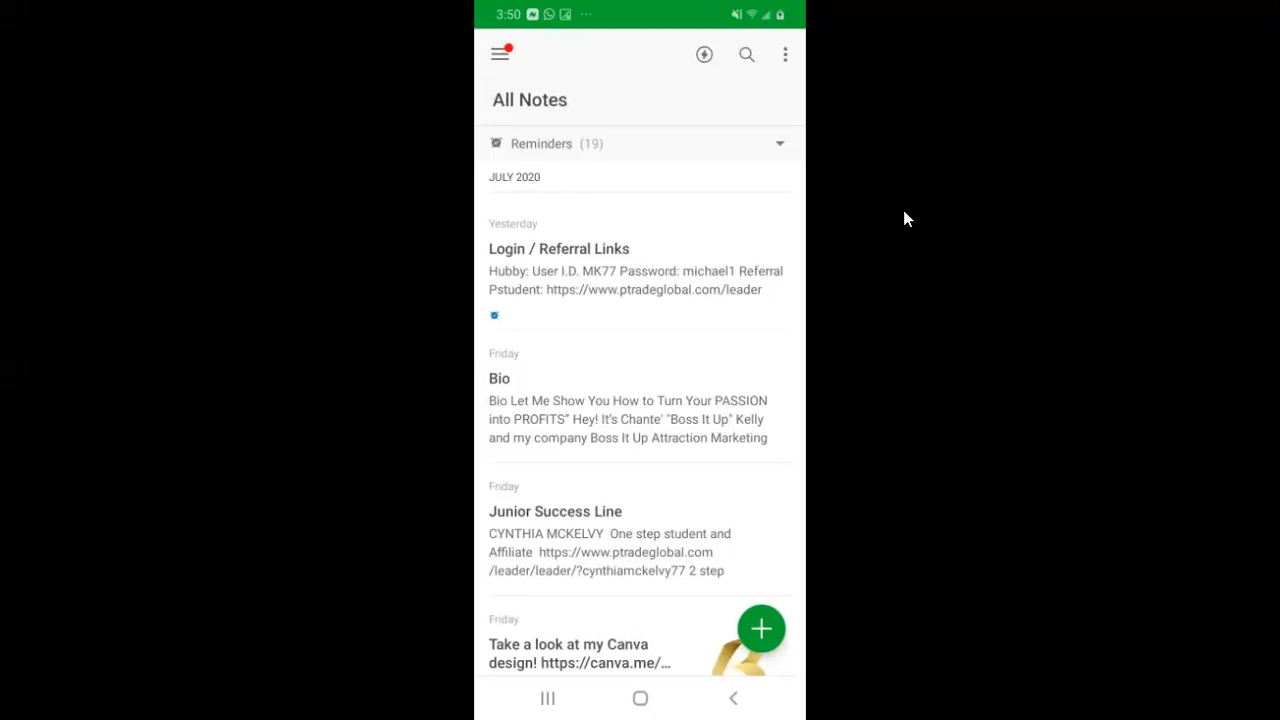 3:50
All Notes
Reminders (19)
JULY 2020
Yesterday
Login / Referral Links
Hubby: User I.D. MK77 Password: michael1 Referral
Pstudent: https://www.ptradeglobal.com/leader
Friday
Bio
Bio Let Me Show You How to Turn Your PASSION
into PROFITS” Hey! It's Chante' "Boss It Up" Kelly
and my company Boss It Up Attraction Marketing
Friday
Junior Success Line
CYNTHIA MCKELVY One step student and
Affiliate https://www.ptradeglobal.com
/leader/leader/?cynthiamckelvy77 2 step
Friday
Take a look at my Canva
design! https://canva.me/...